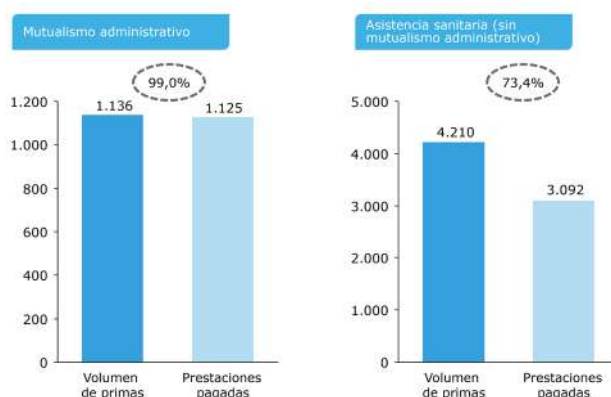 Mutualismo administrativo
99,0%
1.200
1.000
800
600
400
200
0
1.136
1.125
Volumen
de primas
Prestaciones
pagadas
Asistencia sanitaria (sin
mutualismo administrativo)
73,4%
5.000
4.000
3.000
2.000
1.000
0
4.210
3.092
Volumen
de primas
Prestaciones
pagadas